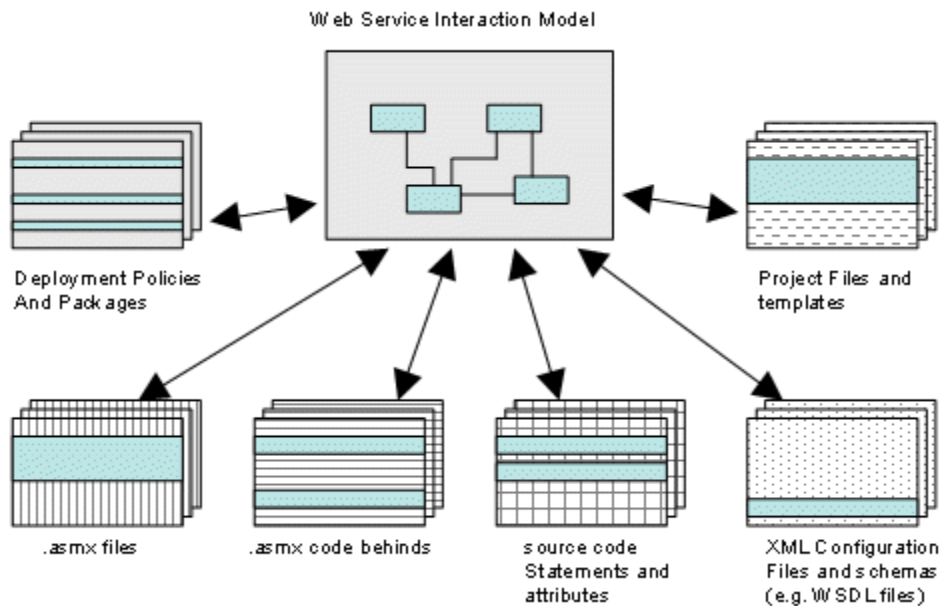 Web Service Interaction Model
Deployment Policies
And Packages
Project Files and
templates
.asmx files
.asmx code behinds
source code
Statements and
attributes
XML Configuration
Files and schemas
(e.g. WSDL files)